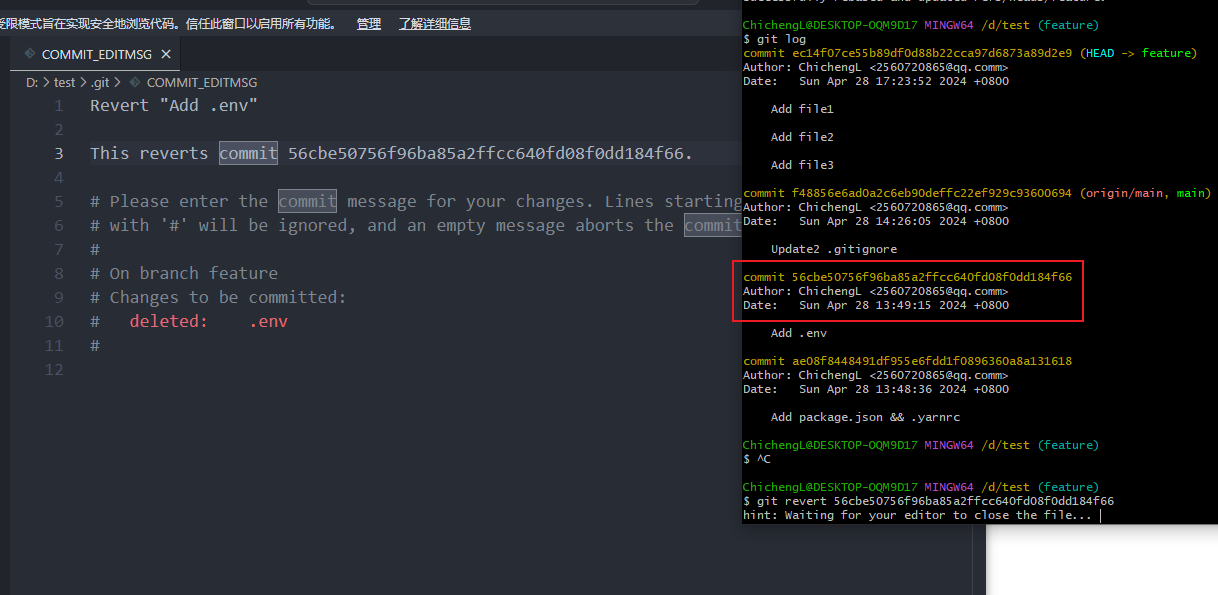 受限模式旨在实现安全地浏览代码。信任此窗口以启用所有功能。 管理 了解详细信息
COMMIT_EDITMSG ×
D: > test > .git > COMMIT_EDITMSG
1 Revert "Add .env"
2
3 This reverts commit 56cbe50756f96ba85a2ffcc640fd08f0dd184f66.
4
5 # Please enter the commit message for your changes. Lines starting
6 # with '#' will be ignored, and an empty message aborts the commit
7 #
8 # On branch feature
9 # Changes to be committed:
10 # deleted: .env
11 #
12
ChichengL@DESKTOP-OQM9D17 MINGW64 /d/test (feature)
$ git log
commit ec14f07ce55b89df0d88b22cca97d6873a89d2e9 (HEAD -> feature)
Author: ChichengL <2560720865@qq.comm>
Date: Sun Apr 28 17:23:52 2024 +0800
Add file1
Add file2
Add file3
commit f48856e6ad0a2c6eb90deffc22ef929c93600694 (origin/main, main)
Author: ChichengL <2560720865@qq.comm>
Date: Sun Apr 28 14:26:05 2024 +0800
Update2 .gitignore
commit 56cbe50756f96ba85a2ffcc640fd08f0dd184f66
Author: ChichengL <2560720865@qq.comm>
Date: Sun Apr 28 13:49:15 2024 +0800
Add .env
commit ae08f8448491df955e6fdd1f0896360a8a131618
Author: ChichengL <2560720865@qq.comm>
Date: Sun Apr 28 13:48:36 2024 +0800
Add package.json && .yarnrc
ChichengL@DESKTOP-OQM9D17 MINGW64 /d/test (feature)
$ ^C
ChichengL@DESKTOP-OQM9D17 MINGW64 /d/test (feature)
$ git revert 56cbe50756f96ba85a2ffcc640fd08f0dd184f66
hint: Waiting for your editor to close the file...